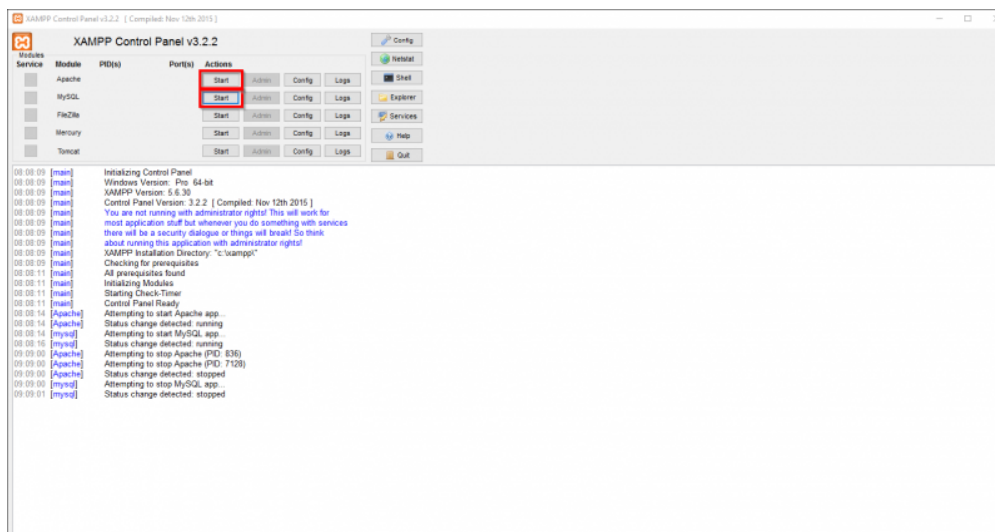 XAMPP Control Panel v3.2.2 [ Compiled: Nov 12th 2015 ]
XAMPP Control Panel v3.2.2
Config
Modules
Service Module PID(s) Port(s) Actions
Netstat
Apache Start Admin Config Logs
Shell
MySQL Start Admin Config Logs
Explorer
FileZilla Start Admin Config Logs
Services
Mercury Start Admin Config Logs
Help
Tomcat Start Admin Config Logs
Quit
08:08:09 [main] Initializing Control Panel
08:08:09 [main] Windows Version: Pro 64-bit
08:08:09 [main] XAMPP Version: 5.6.30
08:08:09 [main] Control Panel Version: 3.2.2 [ Compiled: Nov 12th 2015 ]
08:08:09 [main] You are not running with administrator rights! This will work for
08:08:09 [main] most application stuff but whenever you do something with services
08:08:09 [main] there will be a security dialogue or things will break! So think
08:08:09 [main] about running this application with administrator rights!
08:08:09 [main] XAMPP Installation Directory: "c:\xampp\"
08:08:09 [main] Checking for prerequisites
08:08:11 [main] All prerequisites found
08:08:11 [main] Initializing Modules
08:08:11 [main] Starting Check-Timer
08:08:11 [main] Control Panel Ready
08:08:14 [Apache] Attempting to start Apache app...
08:08:14 [Apache] Status change detected: running
08:08:14 [mysql] Attempting to start MySQL app...
08:08:16 [mysql] Status change detected: running
09:09:00 [Apache] Attempting to stop Apache (PID: 836)
09:09:00 [Apache] Attempting to stop Apache (PID: 7128)
09:09:00 [Apache] Status change detected: stopped
09:09:00 [mysql] Attempting to stop MySQL app...
09:09:01 [mysql] Status change detected: stopped